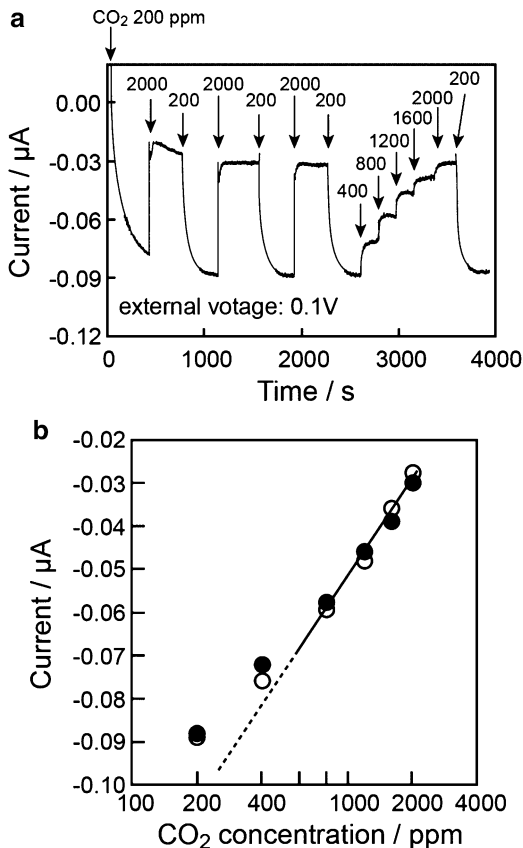 a
CO2 200 ppm
2000 2000 2000 2000 200
200 200 200 1600
1200
800
400
0.00
-0.03
-0.06
-0.09
-0.12
Current / μA
external votage: 0.1V
0 1000 2000 3000 4000
Time / s
b
-0.02
-0.03
-0.04
-0.05
-0.06
-0.07
-0.08
-0.09
-0.10
Current / μA
100 200 400 1000 2000 4000
CO2 concentration / ppm